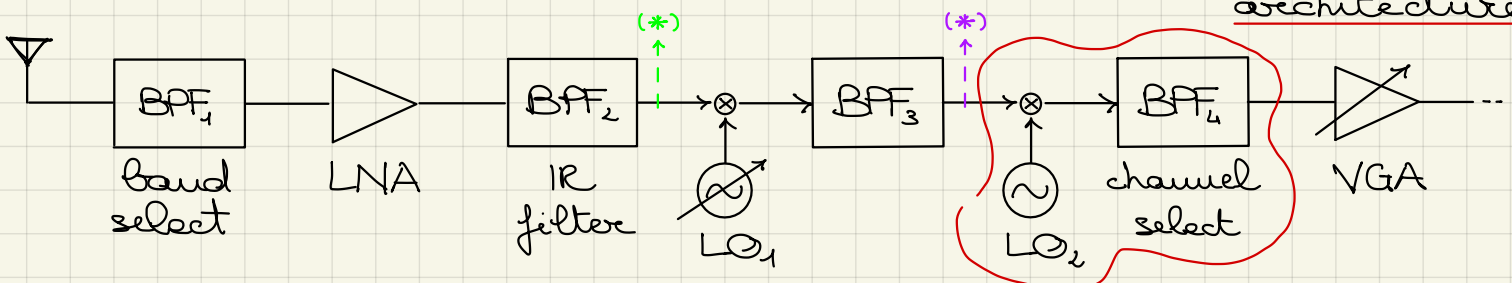 architecture
(*)
(*)
BPF₁
BPF₂
BPF₃
BPF₄
band
select
LNA
IR
filter
LO₁
LO₂
channel
select
VGA